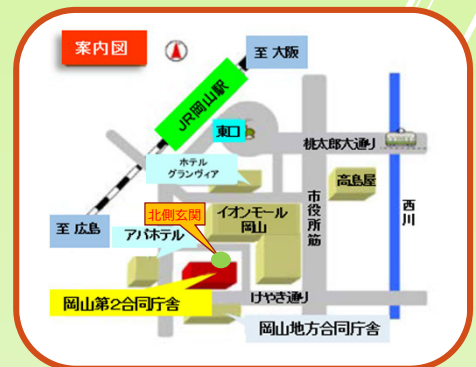 案内図
至 大阪
JR岡山駅
東口
桃太郎大通り
ホテル
グランヴィア
高島屋
市役所筋
西川
至 広島
北側玄関
イオンモール
岡山
アパホテル
岡山第2合同庁舎
けやき通り
岡山地方合同庁舎